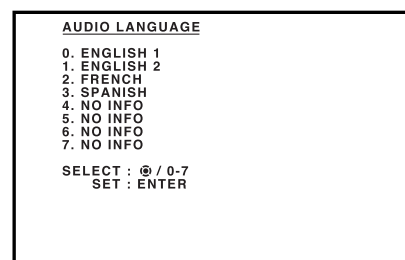 AUDIO LANGUAGE
0. ENGLISH 1
1. ENGLISH 2
2. FRENCH
3. SPANISH
4. NO INFO
5. NO INFO
6. NO INFO
7. NO INFO
SELECT : / 0-7
SET : ENTER